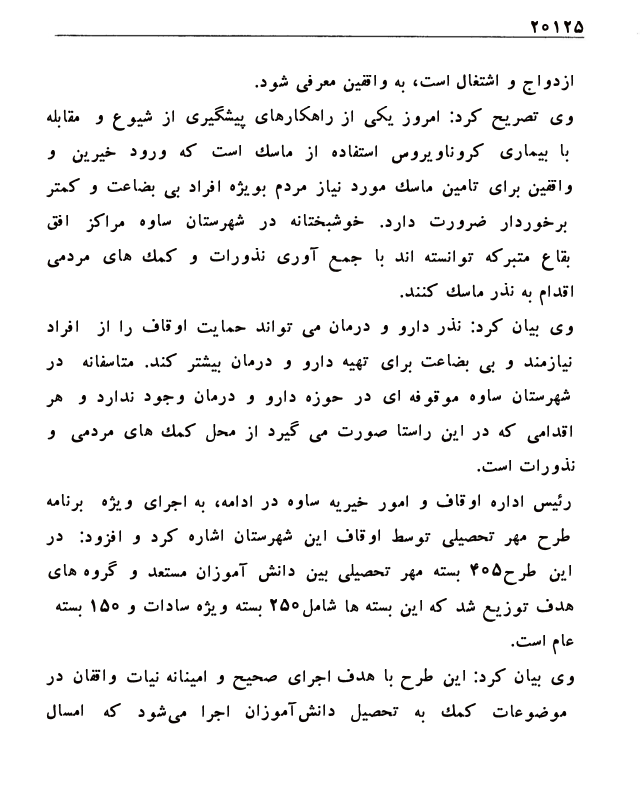 ۲۰۱۲۵
ازدواج و اشتغال است، به واقفین معرفی شود.
وی تصریح کرد: امروز یکی از راهکارهای پیشگیری از شیوع و مقابله
با بیماری کروناویروس استفاده از ماسك است که ورود خیرین و
واقفین برای تامین ماسك مورد نیاز مردم بویژه افراد بی بضاعت و کمتر
برخوردار ضرورت دارد. خوشبختانه در شهرستان ساوه مراکز افق
بقاع متبرکه توانسته اند با جمع آوری نذورات و کمك های مردمی
اقدام به نذر ماسك کنند.
وی بیان کرد: نذر دارو و درمان می تواند حمایت اوقاف را از افراد
نیازمند و بی بضاعت برای تهیه دارو و درمان بیشتر کند. متاسفانه در
شهرستان ساوه موقوفه ای در حوزه دارو و درمان وجود ندارد و هر
اقدامی که در این راستا صورت می گیرد از محل کمك های مردمی و
نذورات است.
رئیس اداره اوقاف و امور خیریه ساوه در ادامه، به اجرای ویژه برنامه
طرح مهر تحصیلی توسط اوقاف این شهرستان اشاره کرد و افزود: در
این طرح۴۰۵ بسته مهر تحصیلی بین دانش آموزان مستعد و گروه های
هدف توزیع شد که این بسته ها شامل۲۵۰ بسته ویژه سادات و ۱۵۰ بسته
عام است.
وی بیان کرد: این طرح با هدف اجرای صحیح و امینانه نیات واقفان در
موضوعات کمك به تحصیل دانش‌آموزان اجرا می‌شود که امسال